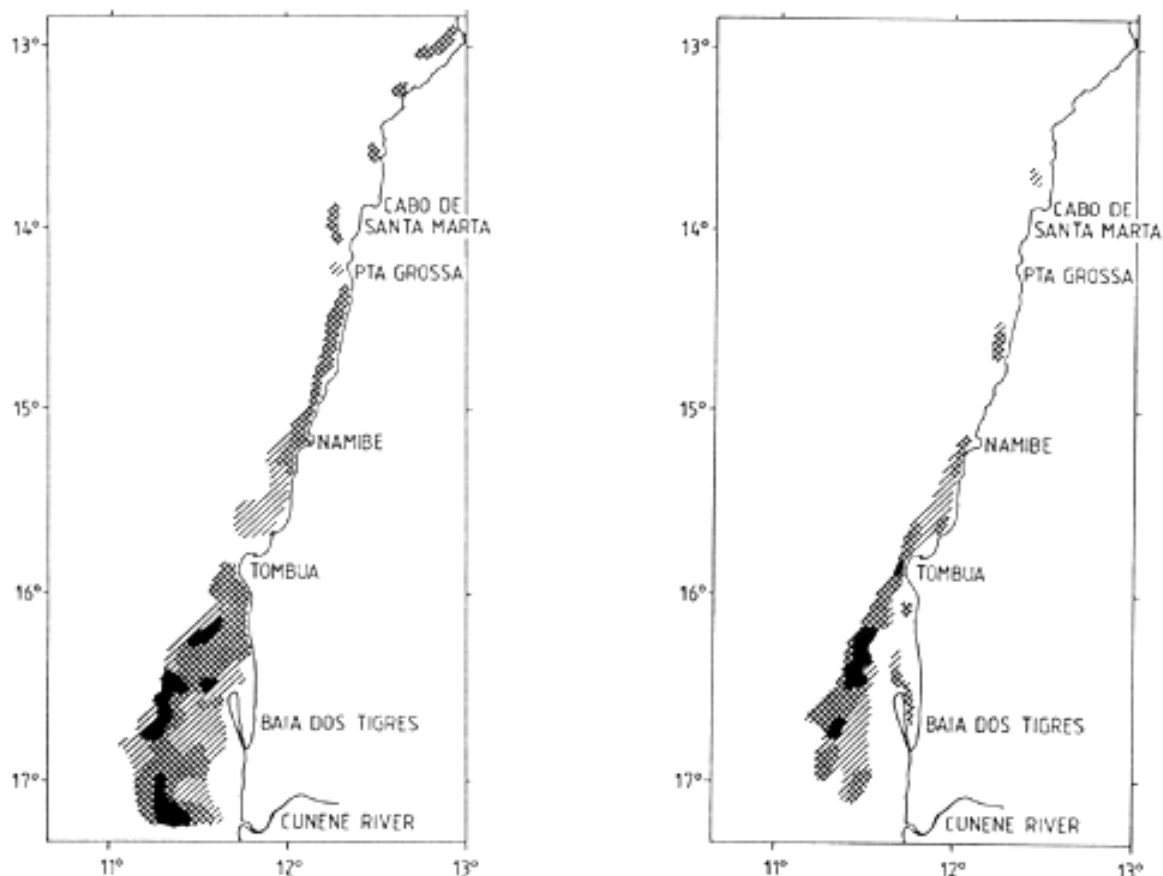 13°
14°
15°
16°
17°
11°
12°
13°
CABO DE
SANTA MARTA
PTA GROSSA
NAMIBE
TOMBUA
BAIA DOS TIGRES
CUNENE RIVER
13°
14°
15°
16°
17°
11°
12°
13°
CABO DE
SANTA MARTA
PTA GROSSA
NAMIBE
TOMBUA
BAIA DOS TIGRES
CUNENE RIVER